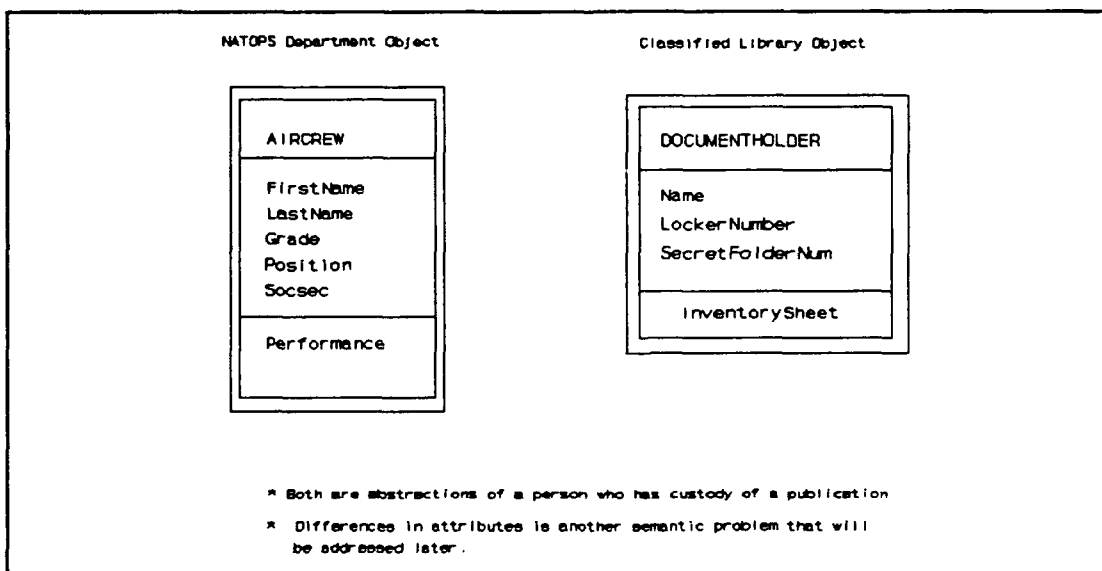 NATOPS Department Object
AIRCREW
FirstName
LastName
Grade
Position
Socsec
Performance
Classified Library Object
DOCUMENTHOLDER
Name
LockerNumber
SecretFolderNum
InventorySheet
* Both are abstractions of a person who has custody of a publication
* Differences in attributes is another semantic problem that will
be addressed later.